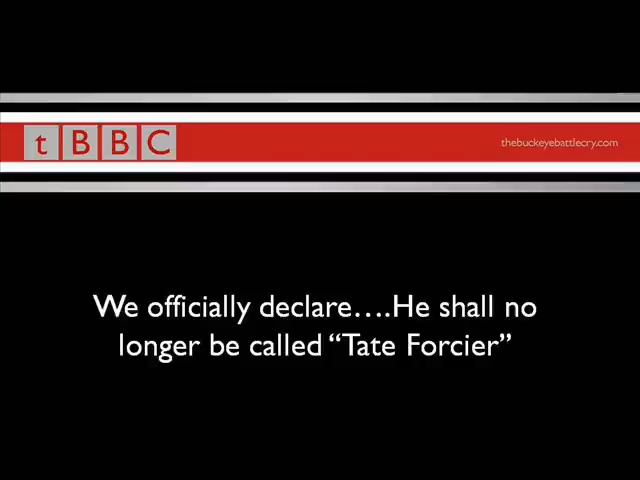 tBBC
thebuckeyebattlecry.com
We officially declare….He shall no
longer be called “Tate Forcier”